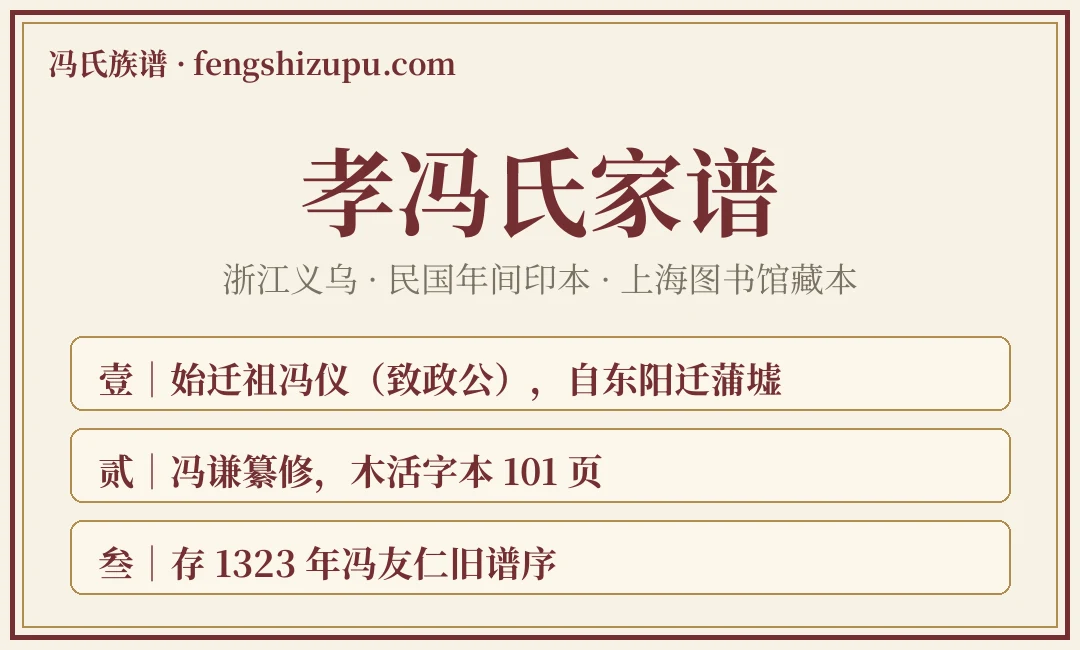 冯氏族谱 · fengshizupu.com
孝冯氏家谱
浙江义乌 · 民国年间印本 · 上海图书馆藏本
壹｜始迁祖冯仪（致政公），自东阳迁蒲墟
贰｜冯谦纂修，木活字本 101 页
叁｜存 1323 年冯友仁旧谱序